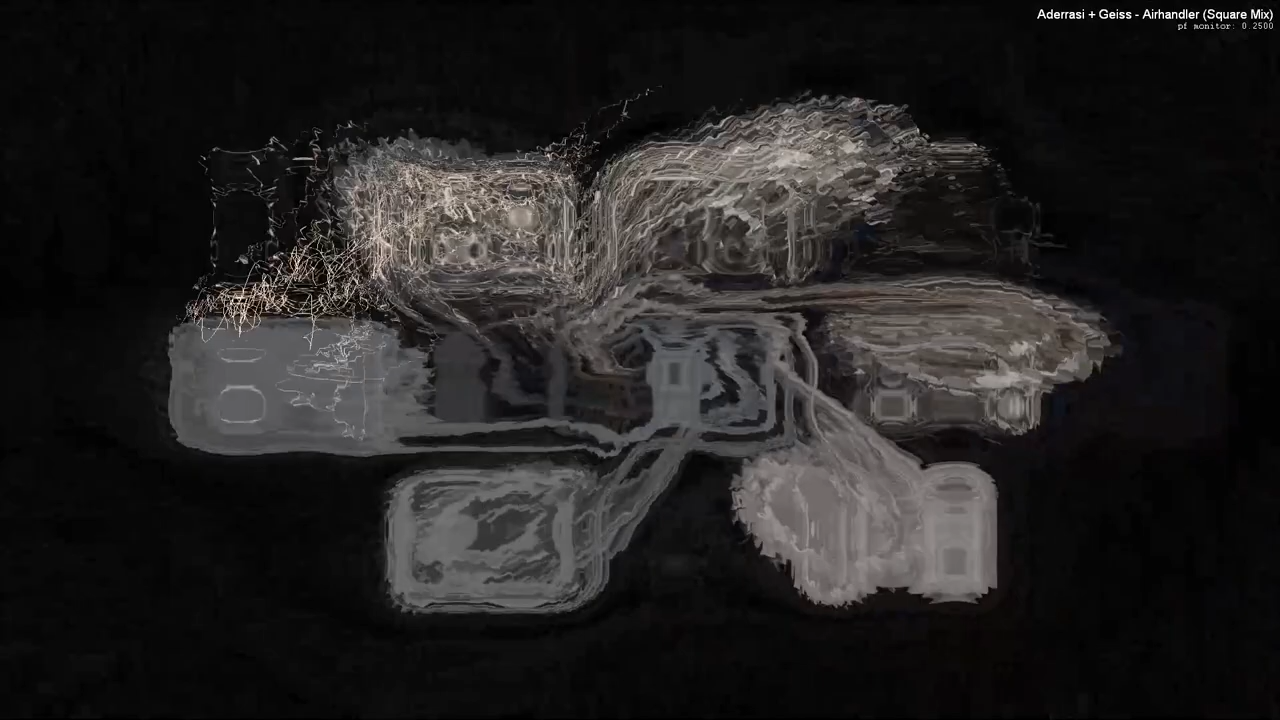 Aderrasi + Geiss - Airhandler (Square Mix)
pf monitor: 0.2500